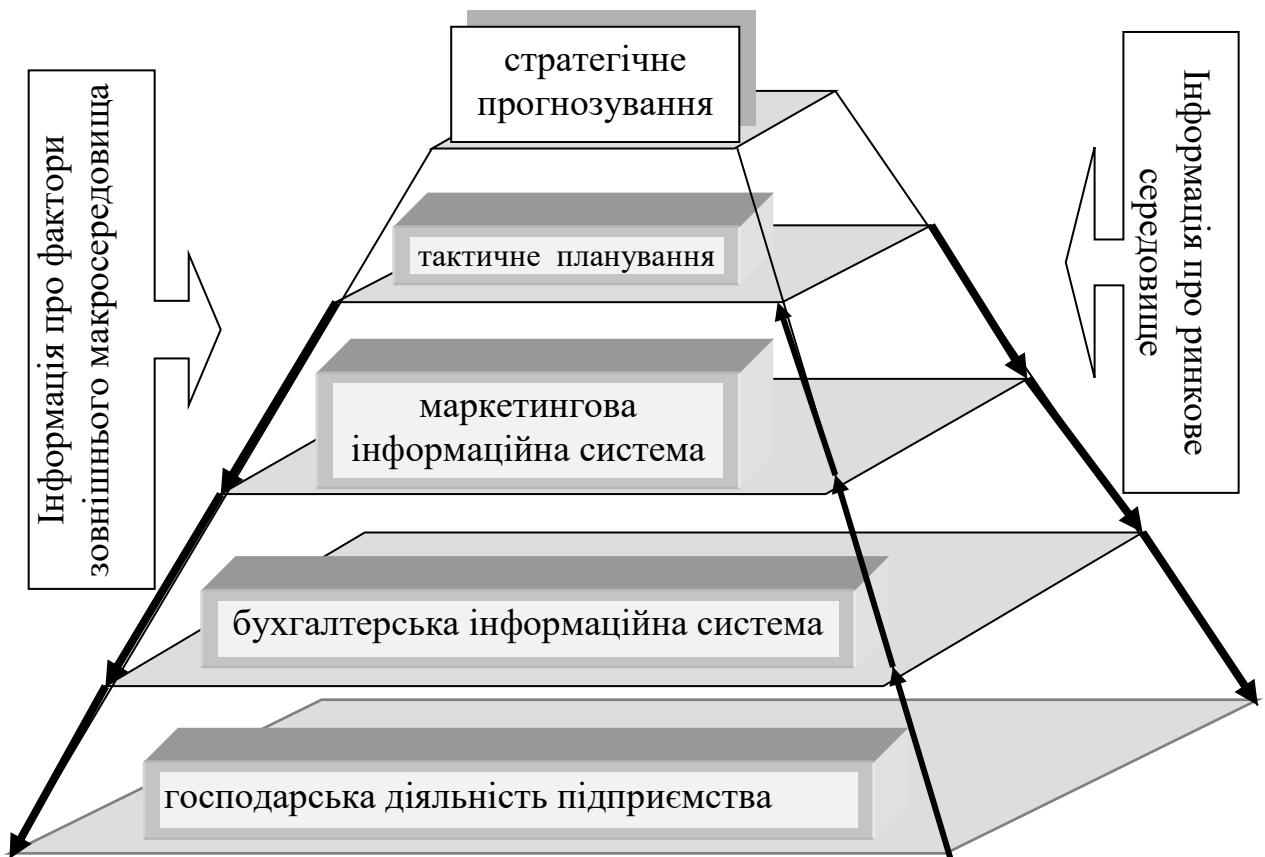 стратегічне
прогнозування
Інформація про фактори
зовнішнього макросередовища
Інформація про ринкове
середовище
тактичне планування
маркетингова
інформаційна система
бухгалтерська інформаційна система
господарська діяльність підприємства